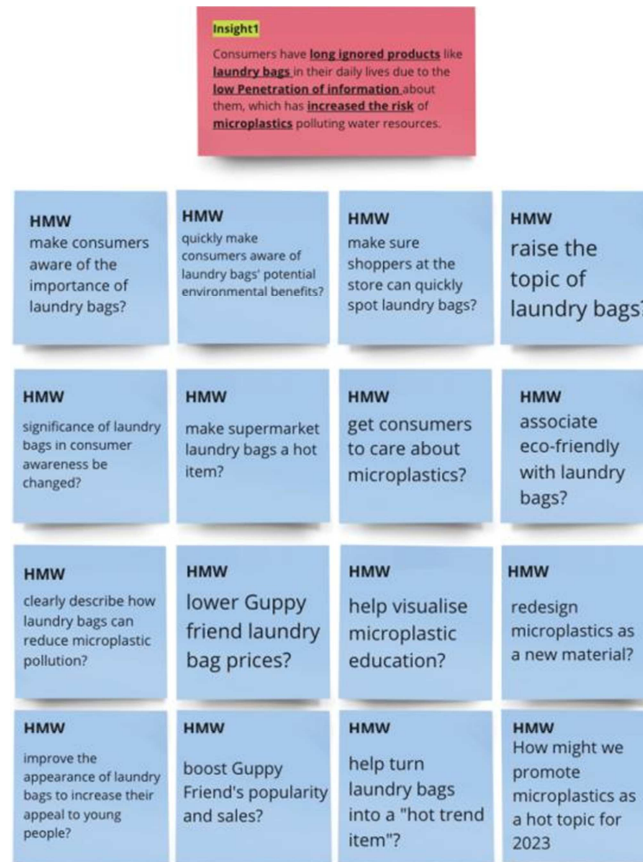 Insight1
Consumers have long ignored products like
laundry bags in their daily lives due to the
low Penetration of information about
them, which has increased the risk of
microplastics polluting water resources.
HMW
make consumers
aware of the
importance of
laundry bags?
HMW
quickly make
consumers aware of
laundry bags' potential
environmental benefits?
HMW
make sure
shoppers at the
store can quickly
spot laundry bags?
HMW
raise the
topic of
laundry bags?
HMW
significance of laundry
bags in consumer
awareness be
changed?
HMW
make supermarket
laundry bags a hot
item?
HMW
get consumers
to care about
microplastics?
HMW
associate
eco-friendly
with laundry
bags?
HMW
clearly describe how
laundry bags can
reduce microplastic
pollution?
HMW
lower Guppy
friend laundry
bag prices?
HMW
help visualise
microplastic
education?
HMW
redesign
microplastics as
a new material?
HMW
improve the
appearance of laundry
bags to increase their
appeal to young
people?
HMW
boost Guppy
Friend's popularity
and sales?
HMW
help turn
laundry bags
into a "hot trend
item"?
HMW
How might we
promote
microplastics as
a hot topic for
2023